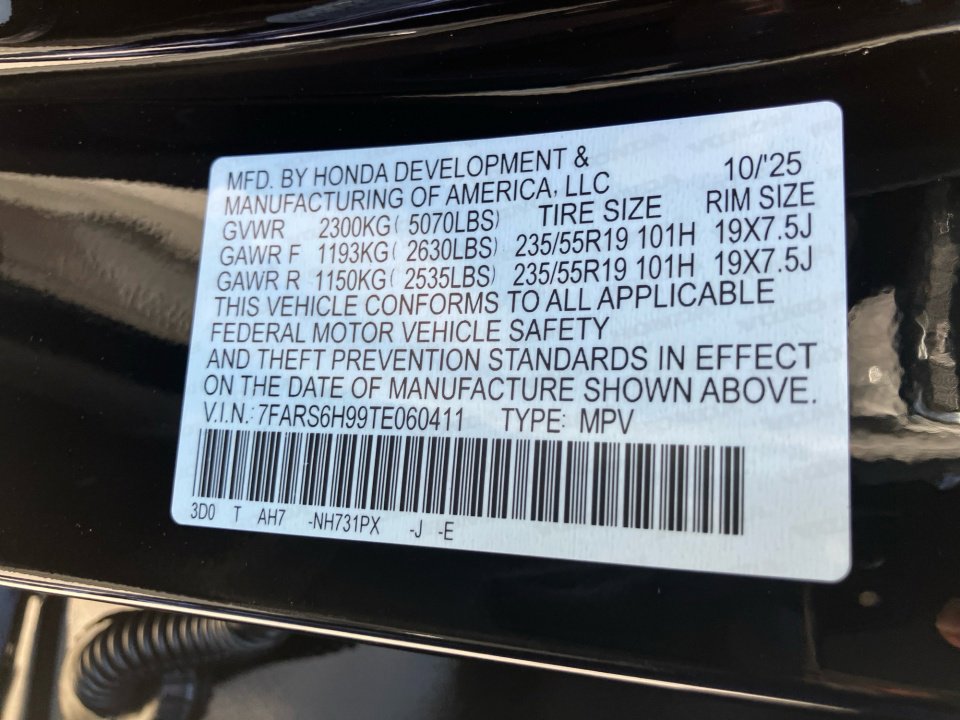 MFD. BY HONDA DEVELOPMENT &
MANUFACTURING OF AMERICA, LLC 10/'25
GVWR 2300KG( 5070LBS) TIRE SIZE RIM SIZE
GAWR F 1193KG( 2630LBS) 235/55R19 101H 19X7.5J
GAWR R 1150KG( 2535LBS) 235/55R19 101H 19X7.5J
THIS VEHICLE CONFORMS TO ALL APPLICABLE
FEDERAL MOTOR VEHICLE SAFETY
AND THEFT PREVENTION STANDARDS IN EFFECT
ON THE DATE OF MANUFACTURE SHOWN ABOVE.
V.I.N.: 7FARS6H99TE060411 TYPE: MPV
3D0 T AH7 -NH731PX -J -E